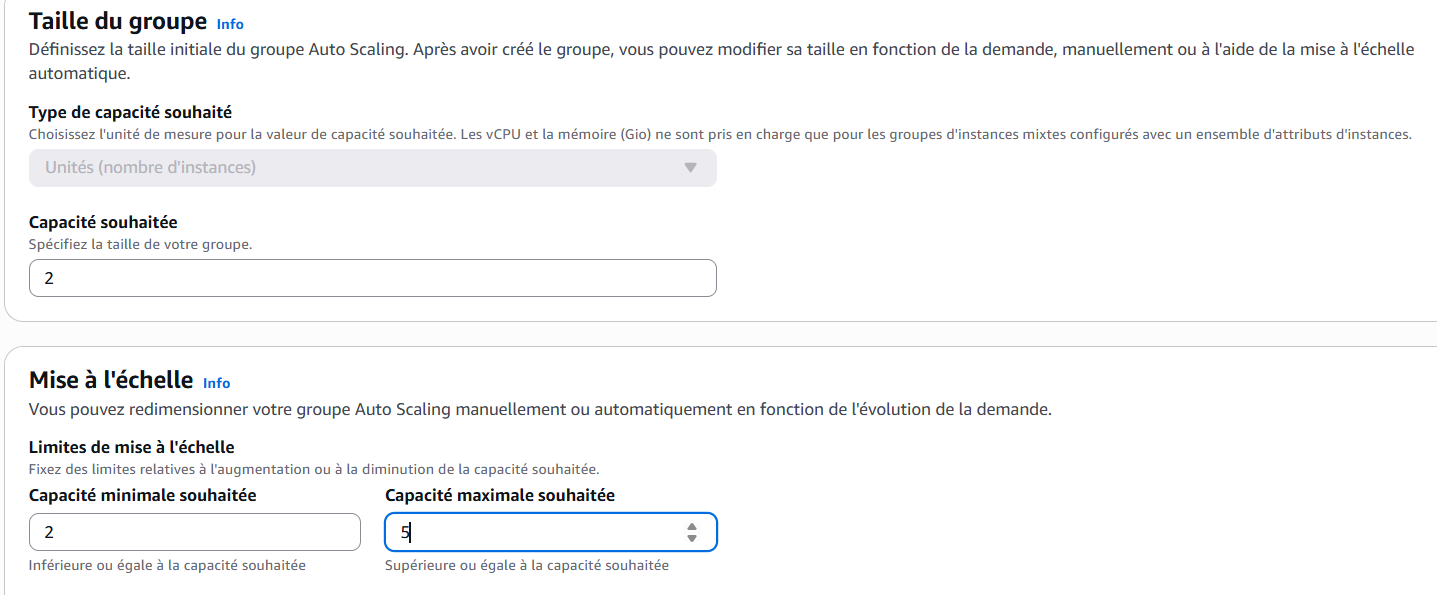 Taille du groupe Info
Définissez la taille initiale du groupe Auto Scaling. Après avoir créé le groupe, vous pouvez modifier sa taille en fonction de la demande, manuellement ou à l'aide de la mise à l'échelle
automatique.
Type de capacité souhaité
Choisissez l'unité de mesure pour la valeur de capacité souhaitée. Les vCPU et la mémoire (Gio) ne sont pris en charge que pour les groupes d'instances mixtes configurés avec un ensemble d'attributs d'instances.
Unités (nombre d'instances)
Capacité souhaitée
Spécifiez la taille de votre groupe.
2
Mise à l'échelle Info
Vous pouvez redimensionner votre groupe Auto Scaling manuellement ou automatiquement en fonction de l'évolution de la demande.
Limites de mise à l'échelle
Fixez des limites relatives à l'augmentation ou à la diminution de la capacité souhaitée.
Capacité minimale souhaitée Capacité maximale souhaitée
2 5
Inférieure ou égale à la capacité souhaitée Supérieure ou égale à la capacité souhaitée